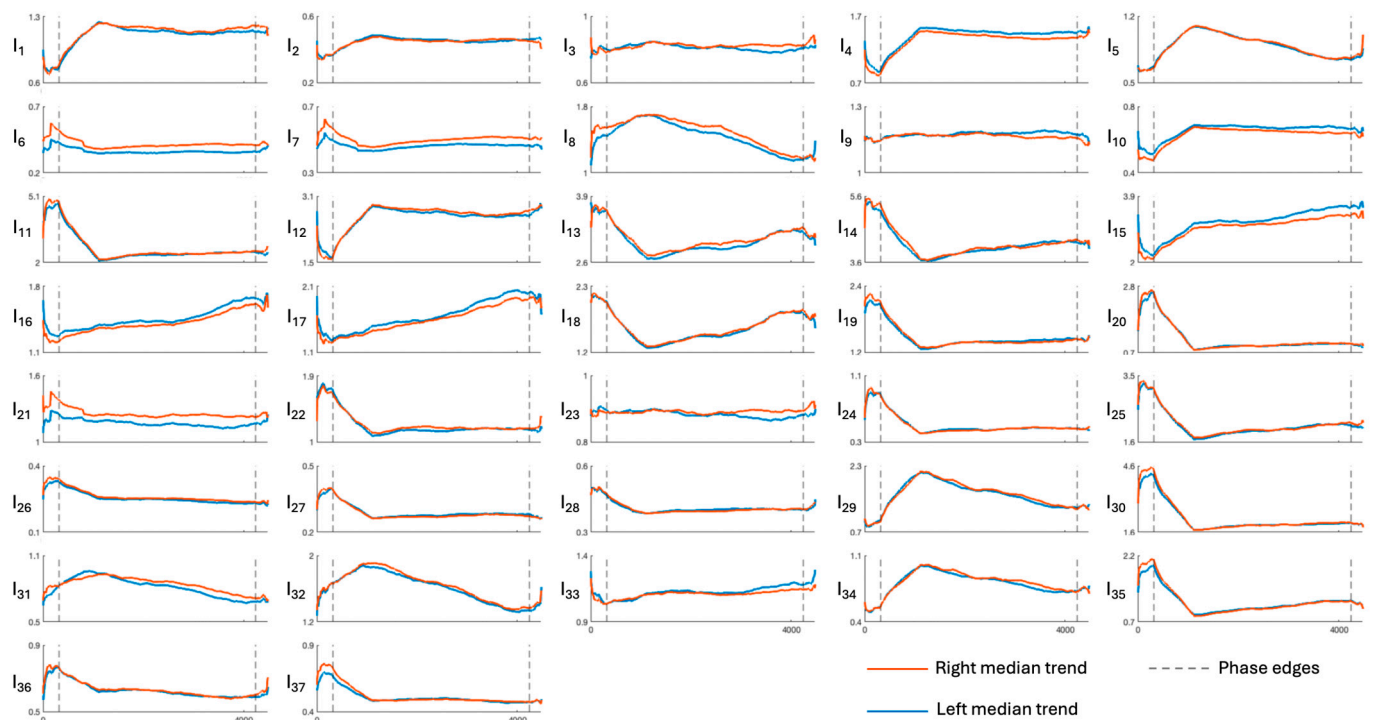 1.3 0.6 1 1.7 1.2
I1 I2 I3 I4 I5
0.6 0.2 0.5 0.7 0.5
0.7 0.7 1.8 1.3 0.8
I6 I7 I8 I9 I10
0.2 0.3 1 1 0.4
5.1 3.1 3.9 5.6 3.9
I11 I12 I13 I14 I15
2 1.5 2.6 3.6 2
1.8 2.1 2.3 2.4 2.8
I16 I17 I18 I19 I20
1.1 1.1 1.2 1.2 0.7
1.6 1.9 1 1.1 3.5
I21 I22 I23 I24 I25
1 1 0.8 0.3 1.6
0.4 0.5 0.6 2.3 4.6
I26 I27 I28 I29 I30
0.1 0.2 0.3 0.7 1.6
1.1 2 1.4 1.1 2.2
I31 I32 I33 I34 I35
0.5 1.2 0.9 0.4 0.7
0 4000 0 4000 0 4000
0.9 0.9
I36 I37
0.5 0.4
0 4000 0 4000
Right median trend Phase edges
Left median trend